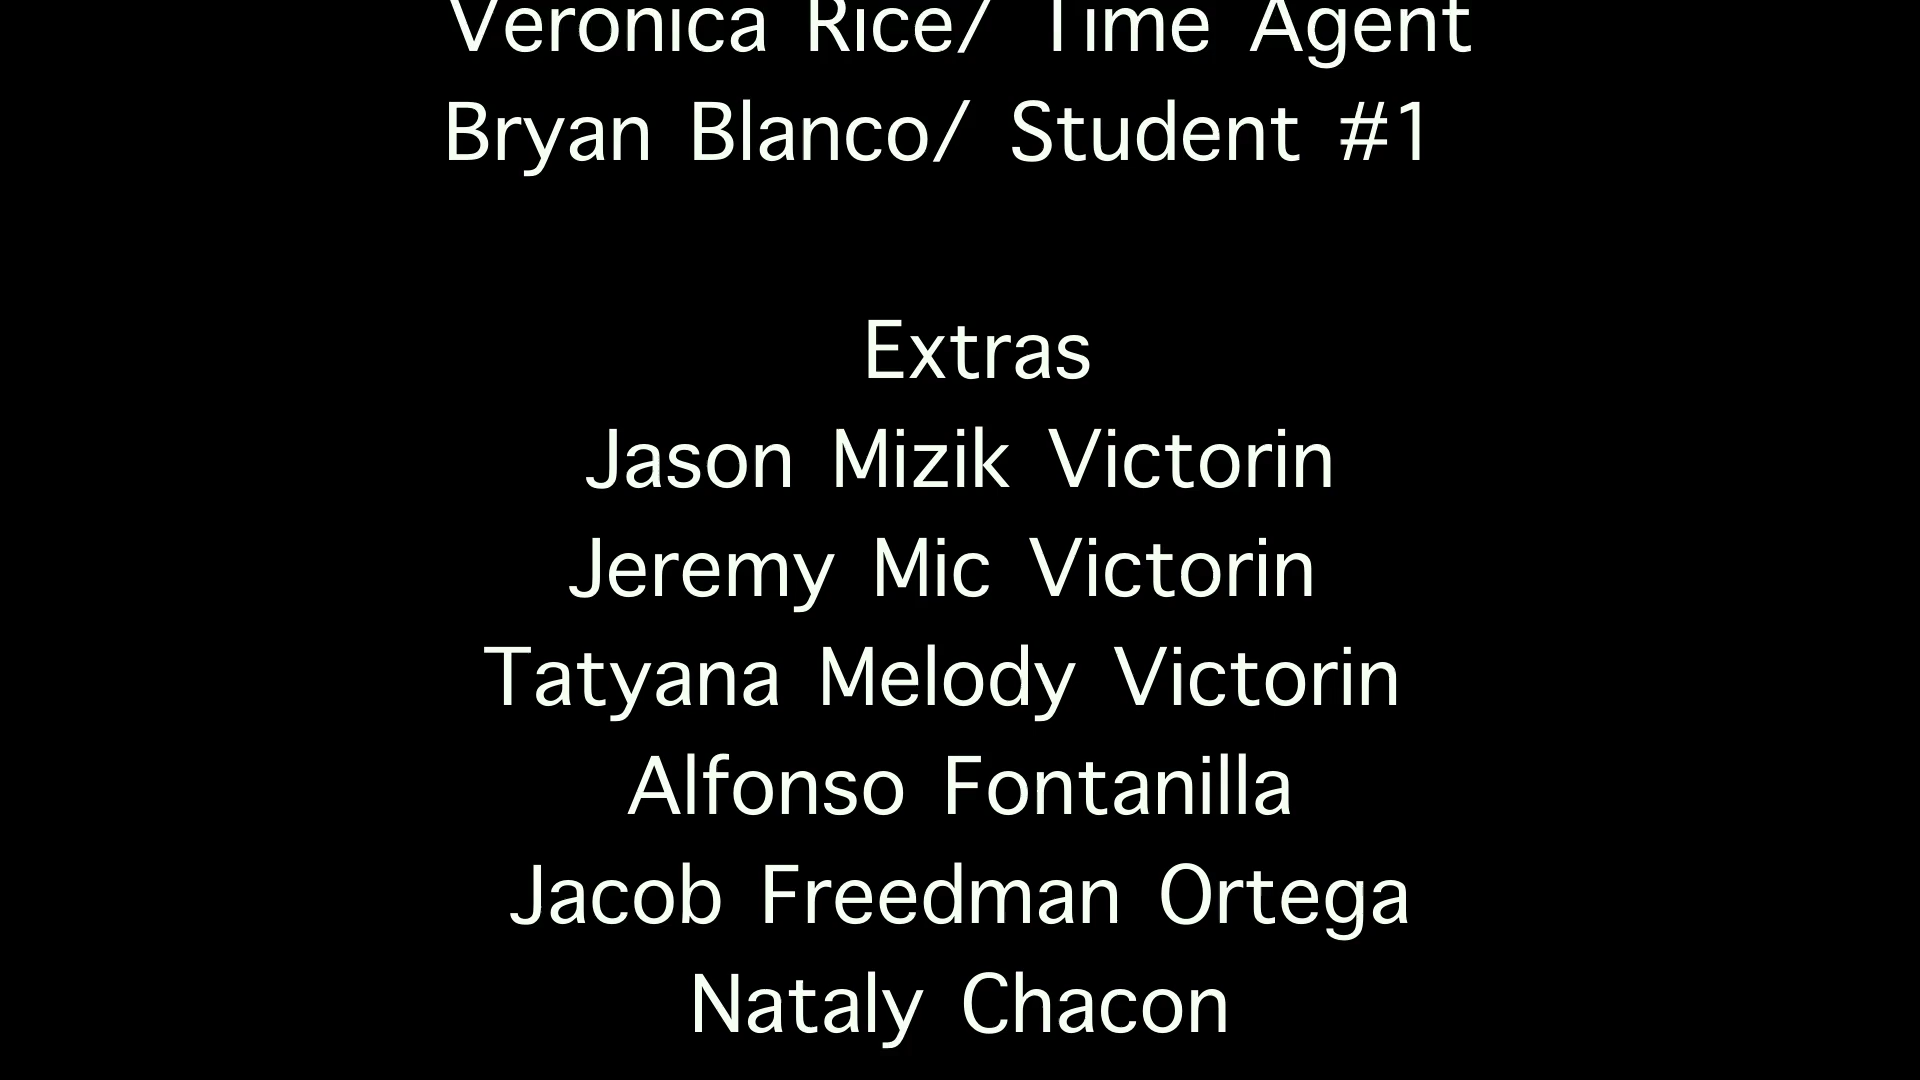 Veronica Rice/ Time Agent
Bryan Blanco/ Student #1
Extras
Jason Mizik Victorin
Jeremy Mic Victorin
Tatyana Melody Victorin
Alfonso Fontanilla
Jacob Freedman Ortega
Nataly Chacon